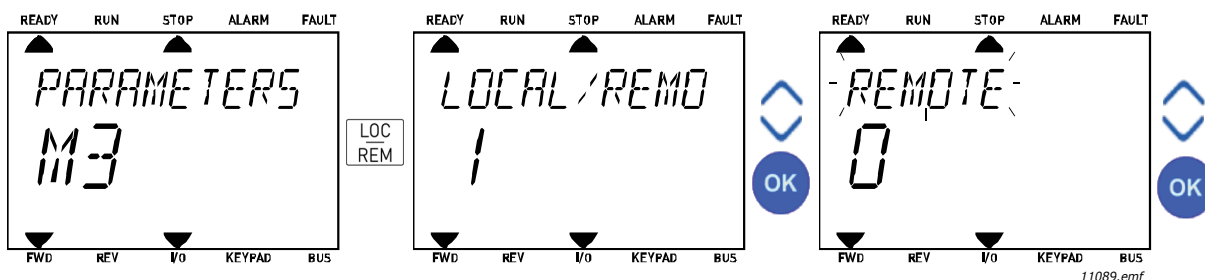 READY RUN STOP ALARM FAULT
PARAMETERS
M3
FWD REV I/O KEYPAD BUS
LOC
REM
READY RUN STOP ALARM FAULT
LOCAL/REMO
1
FWD REV I/O KEYPAD BUS
OK
READY RUN STOP ALARM FAULT
REMOTE
0
FWD REV I/O KEYPAD BUS
OK
11089.emf